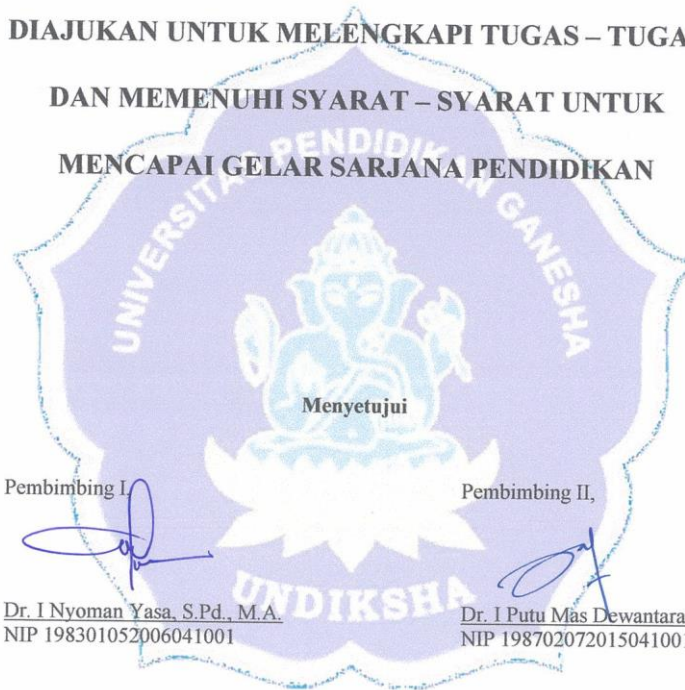 DIAJUKAN UNTUK MELENGKAPI TUGAS – TUGA
DAN MEMENUHI SYARAT – SYARAT UNTUK
MENCAPAI GELAR SARJANA PENDIDIKAN
UNIVERSITAS PENDIDIKAN GANESHA
Menyetujui
Pembimbing I,
Pembimbing II,
UNDIKSHA
Dr. I Nyoman Yasa, S.Pd., M.A.
NIP 198301052006041001
Dr. I Putu Mas Dewantara
NIP 198702072015041001